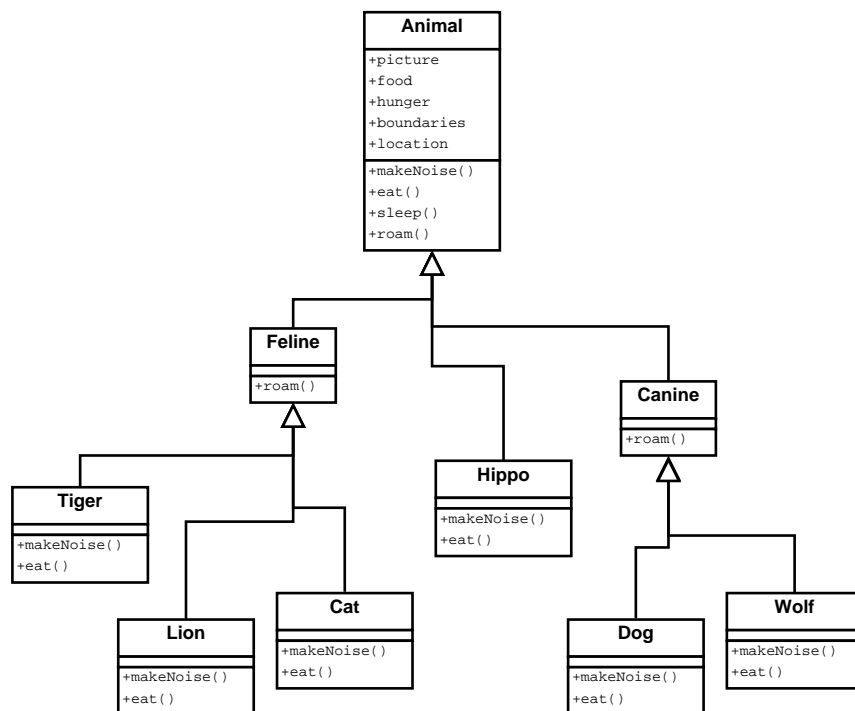 Animal
+picture
+food
+hunger
+boundaries
+location
+makeNoise()
+eat()
+sleep()
+roam()
Feline
+roam()
Canine
+roam()
Hippo
+makeNoise()
+eat()
Tiger
+makeNoise()
+eat()
Lion
+makeNoise()
+eat()
Cat
+makeNoise()
+eat()
Dog
+makeNoise()
+eat()
Wolf
+makeNoise()
+eat()